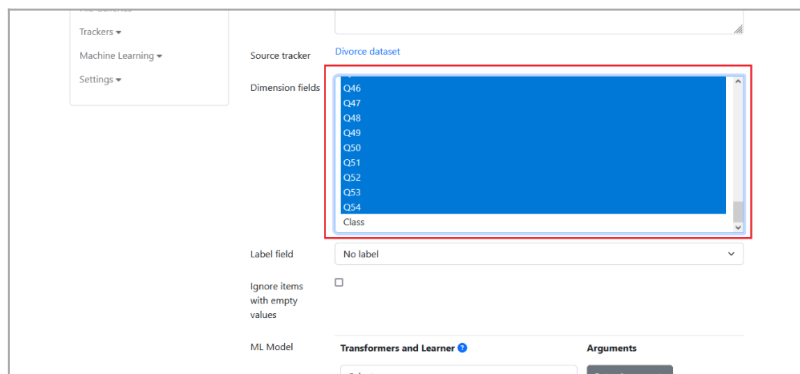 Trackers
Machine Learning
Settings
Source tracker
Divorce dataset
Dimension fields
Q46
Q47
Q48
Q49
Q50
Q51
Q52
Q53
Q54
Class
Label field
No label
Ignore items
with empty
values
ML Model
Transformers and Learner
Arguments